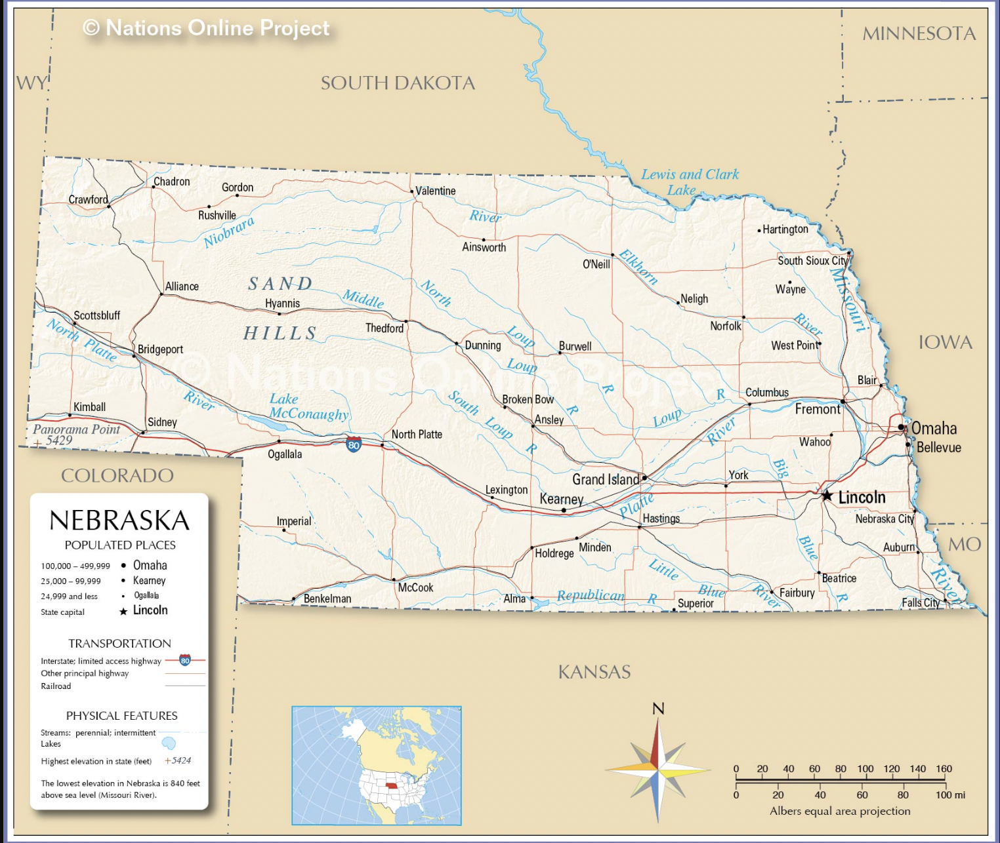 © Nations Online Project
MINNESOTA
WY
SOUTH DAKOTA
Lewis and Clark
Lake
Chadron
Gordon
Valentine
Crawford
Rushville
River
Niobrara
Hartington
Ainsworth
O'Neill
Elkhorn
South Sioux City
Missouri
Alliance
SAND
Wayne
Hyannis
Middle
North
Neligh
Scottsbluff
Thedford
Norfolk
River
North Platte
HILLS
Loup
West Point
IOWA
Bridgeport
Dunning
Burwell
© Nations Online Project
Loup
Blair
River
Lake
McConaughy
South Loup R
Broken Bow
R
R
Loup R
Columbus
Kimball
Ansley
Fremont
Sidney
River
Panorama Point
+ 5429
North Platte
Omaha
80
Wahoo
Bellevue
Ogallala
COLORADO
Grand Island
York
Big
Lexington
Kearney
Platte
Lincoln
Imperial
Hastings
Nebraska City
Minden
Holdrege
Blue
Auburn
MO
Little
Beatrice
McCook
River
Benkelman
Alma
Republican R
Blue
River
Fairbury
R
Superior
Falls City
KANSAS
NEBRASKA
POPULATED PLACES
100,000 – 499,999 Omaha
25,000 – 99,999 Kearney
24,999 and less Ogallala
State capital Lincoln
TRANSPORTATION
Interstate; limited access highway 80
Other principal highway
Railroad
PHYSICAL FEATURES
Streams: perennial; intermittent
Lakes
Highest elevation in state (feet) +5424
The lowest elevation in Nebraska is 840 feet
above sea level (Missouri River).
N
0 20 40 60 80 100 120 140 160
0 20 40 60 80 100 mi
Albers equal area projection